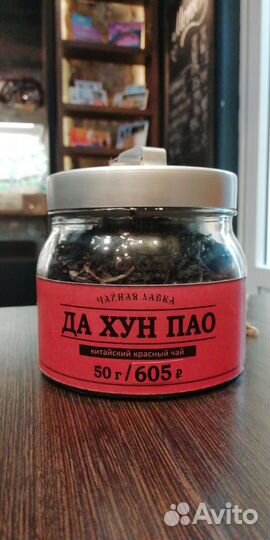 ЧАЙНАЯ ЛАВКА
ДА ХУН ПАО
китайский красный чай
50 г / 605 ₽
Avito